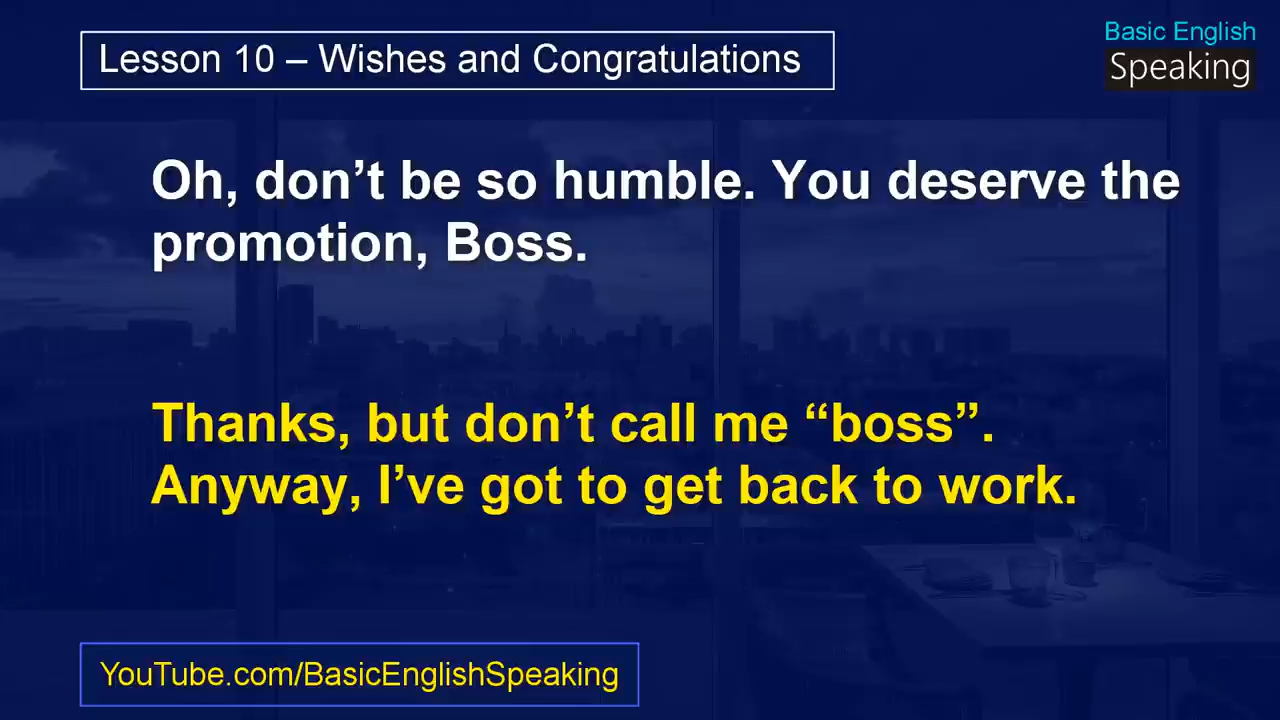 Lesson 10 – Wishes and Congratulations
Basic English
Speaking
Oh, don’t be so humble. You deserve the
promotion, Boss.
Thanks, but don’t call me “boss”.
Anyway, I’ve got to get back to work.
YouTube.com/BasicEnglishSpeaking